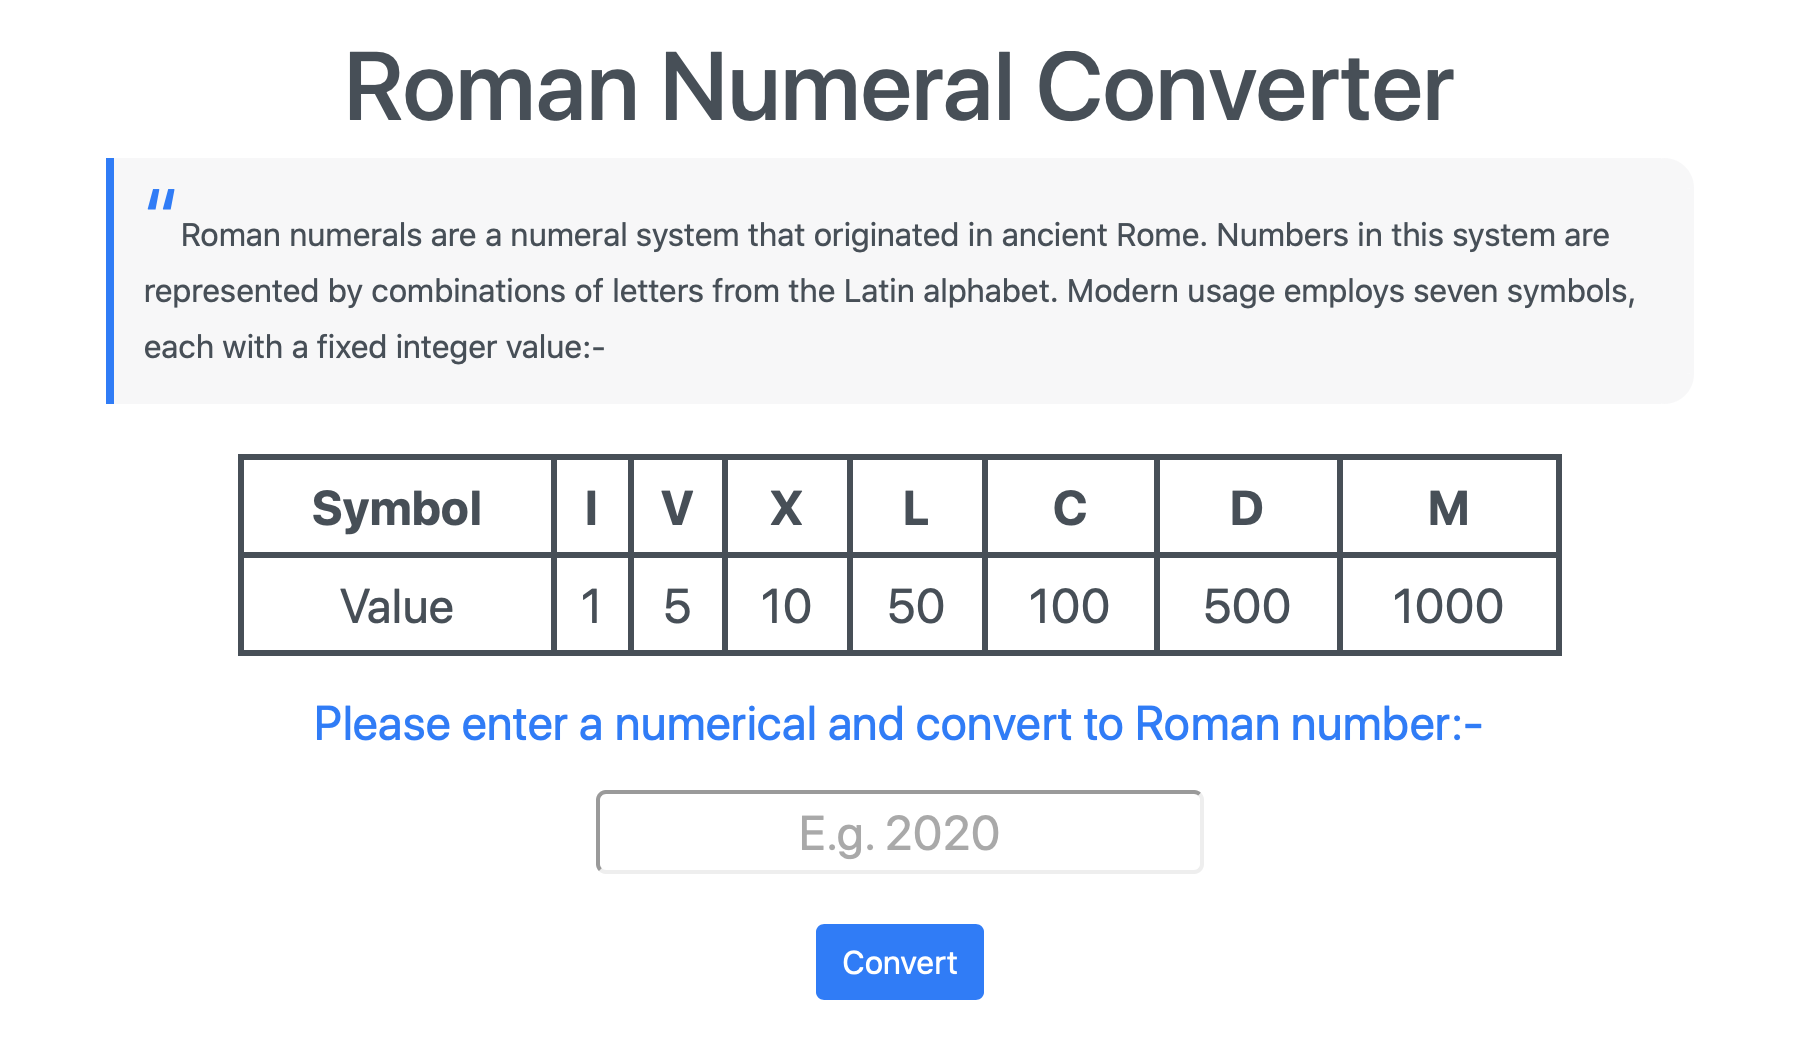 Roman Numeral Converter
"Roman numerals are a numeral system that originated in ancient Rome. Numbers in this system are
represented by combinations of letters from the Latin alphabet. Modern usage employs seven symbols,
each with a fixed integer value:-
Symbol I V X L C D M
Value 1 5 10 50 100 500 1000
Please enter a numerical and convert to Roman number:-
E.g. 2020
Convert